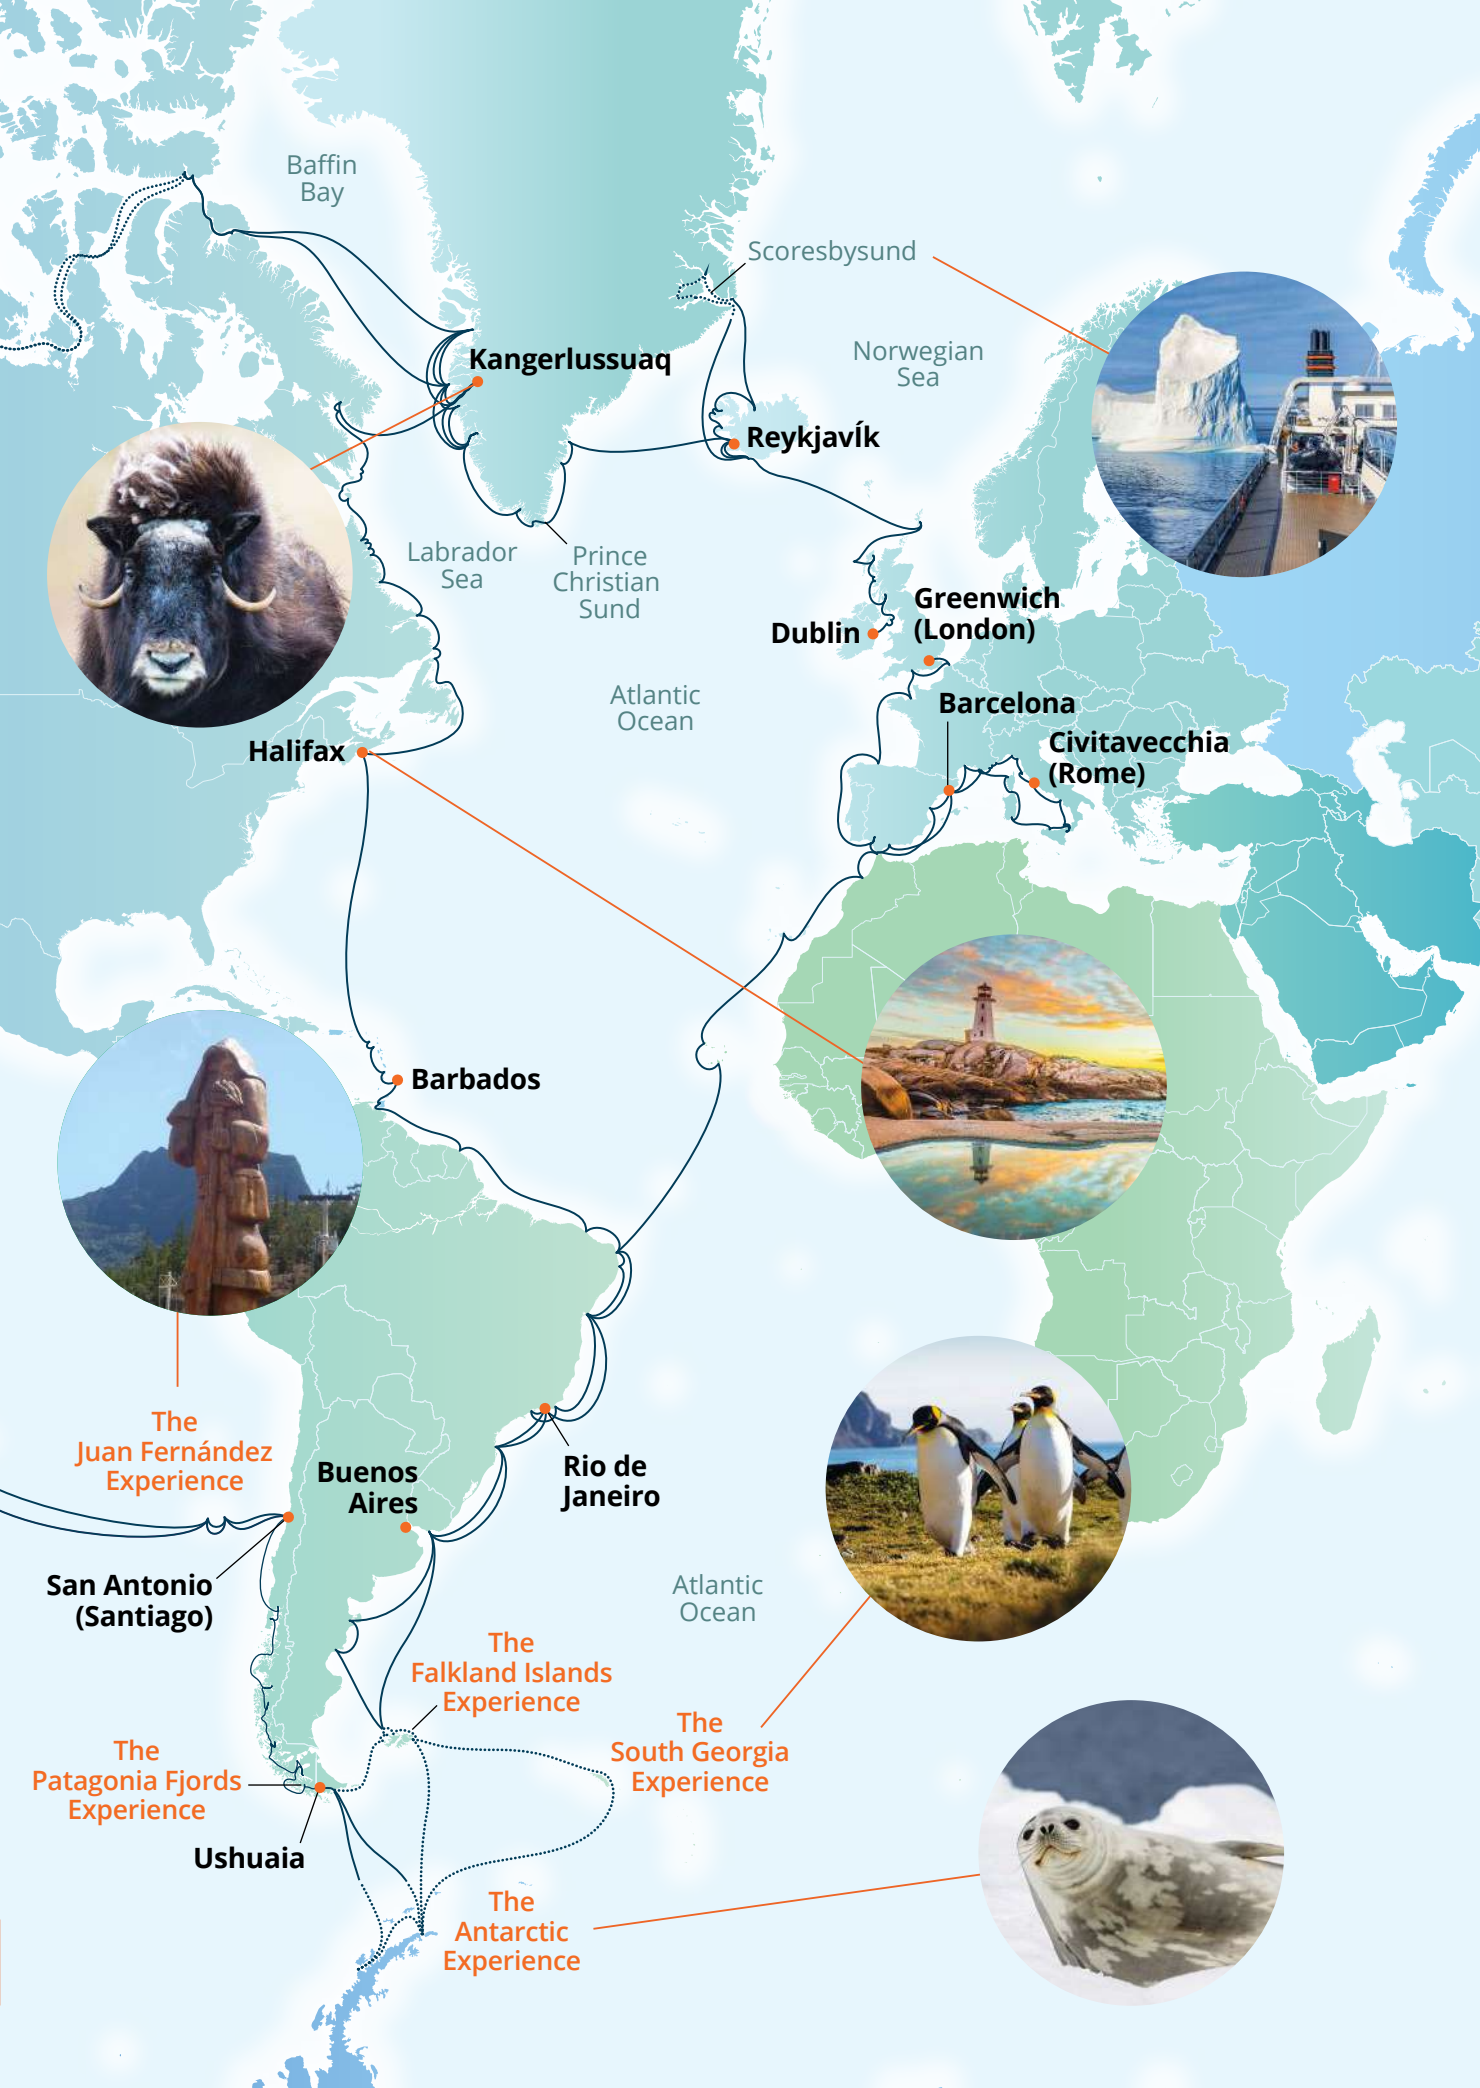 Baffin
Bay
Scoresbysund
Norwegian
Sea
Kangerlussuaq
ReykjavÍk
Labrador
Sea
Prince
Christian
Sund
Greenwich
(London)
Dublin
Atlantic
Ocean
Barcelona
Civitavecchia
(Rome)
Halifax
Barbados
The
Juan Fernández
Experience
Buenos
Aires
Rio de
Janeiro
San Antonio
(Santiago)
Atlantic
Ocean
The
Falkland Islands
Experience
The
South Georgia
Experience
The
Patagonia Fjords
Experience
Ushuaia
The
Antarctic
Experience